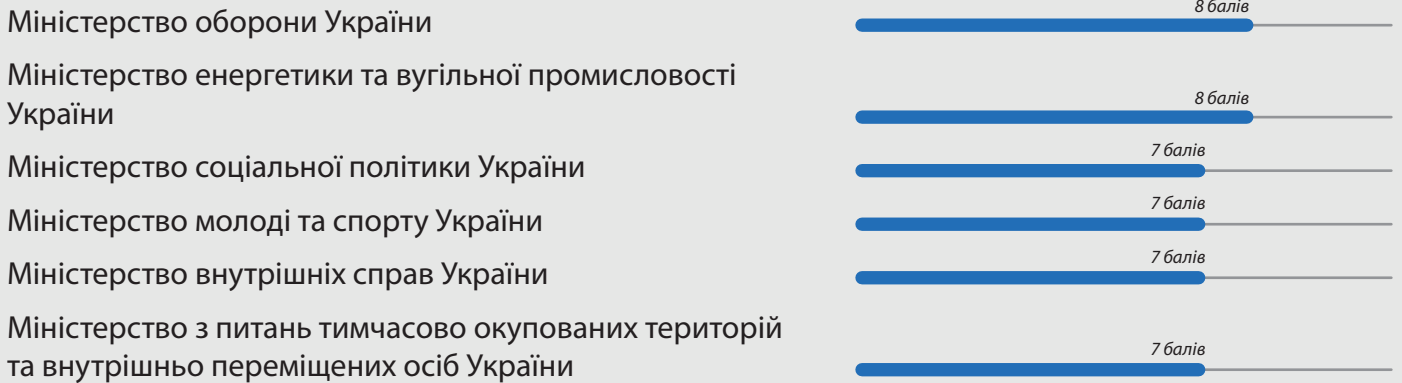 8 балів
Міністерство оборони України
Міністерство енергетики та вугільної промисловості
України
8 балів
Міністерство соціальної політики України
7 балів
Міністерство молоді та спорту України
7 балів
Міністерство внутрішніх справ України
7 балів
Міністерство з питань тимчасово окупованих територій
та внутрішньо переміщених осіб України
7 балів